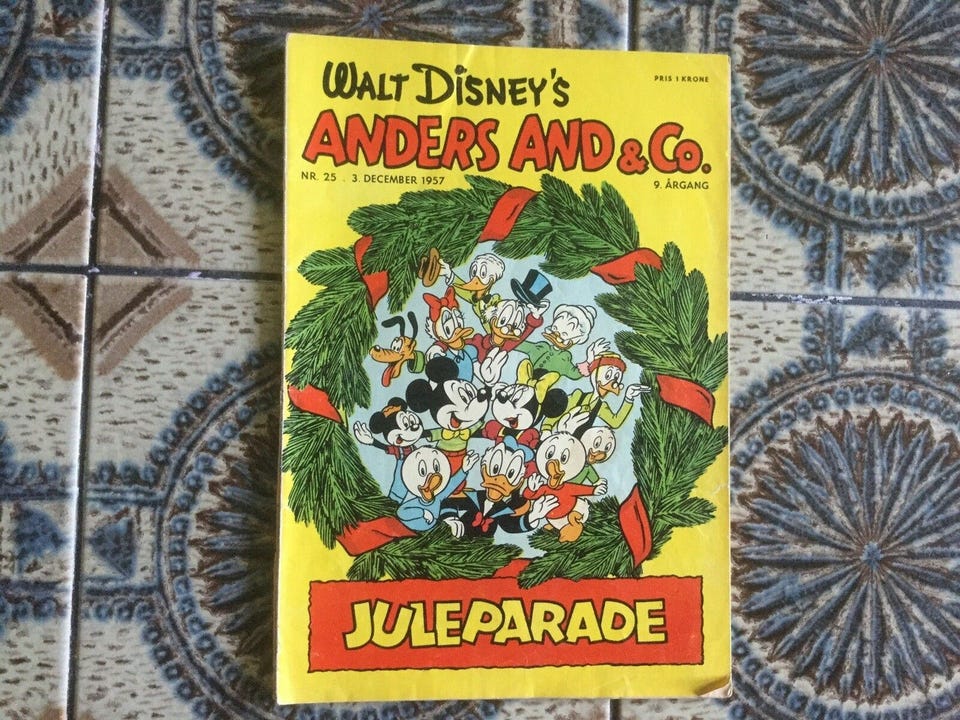 WALT DISNEY'S
PRIS 1 KRONE
ANDERS AND & Co.
NR. 25 . 3. DECEMBER 1957
9. ÅRGANG
JULEPARADE